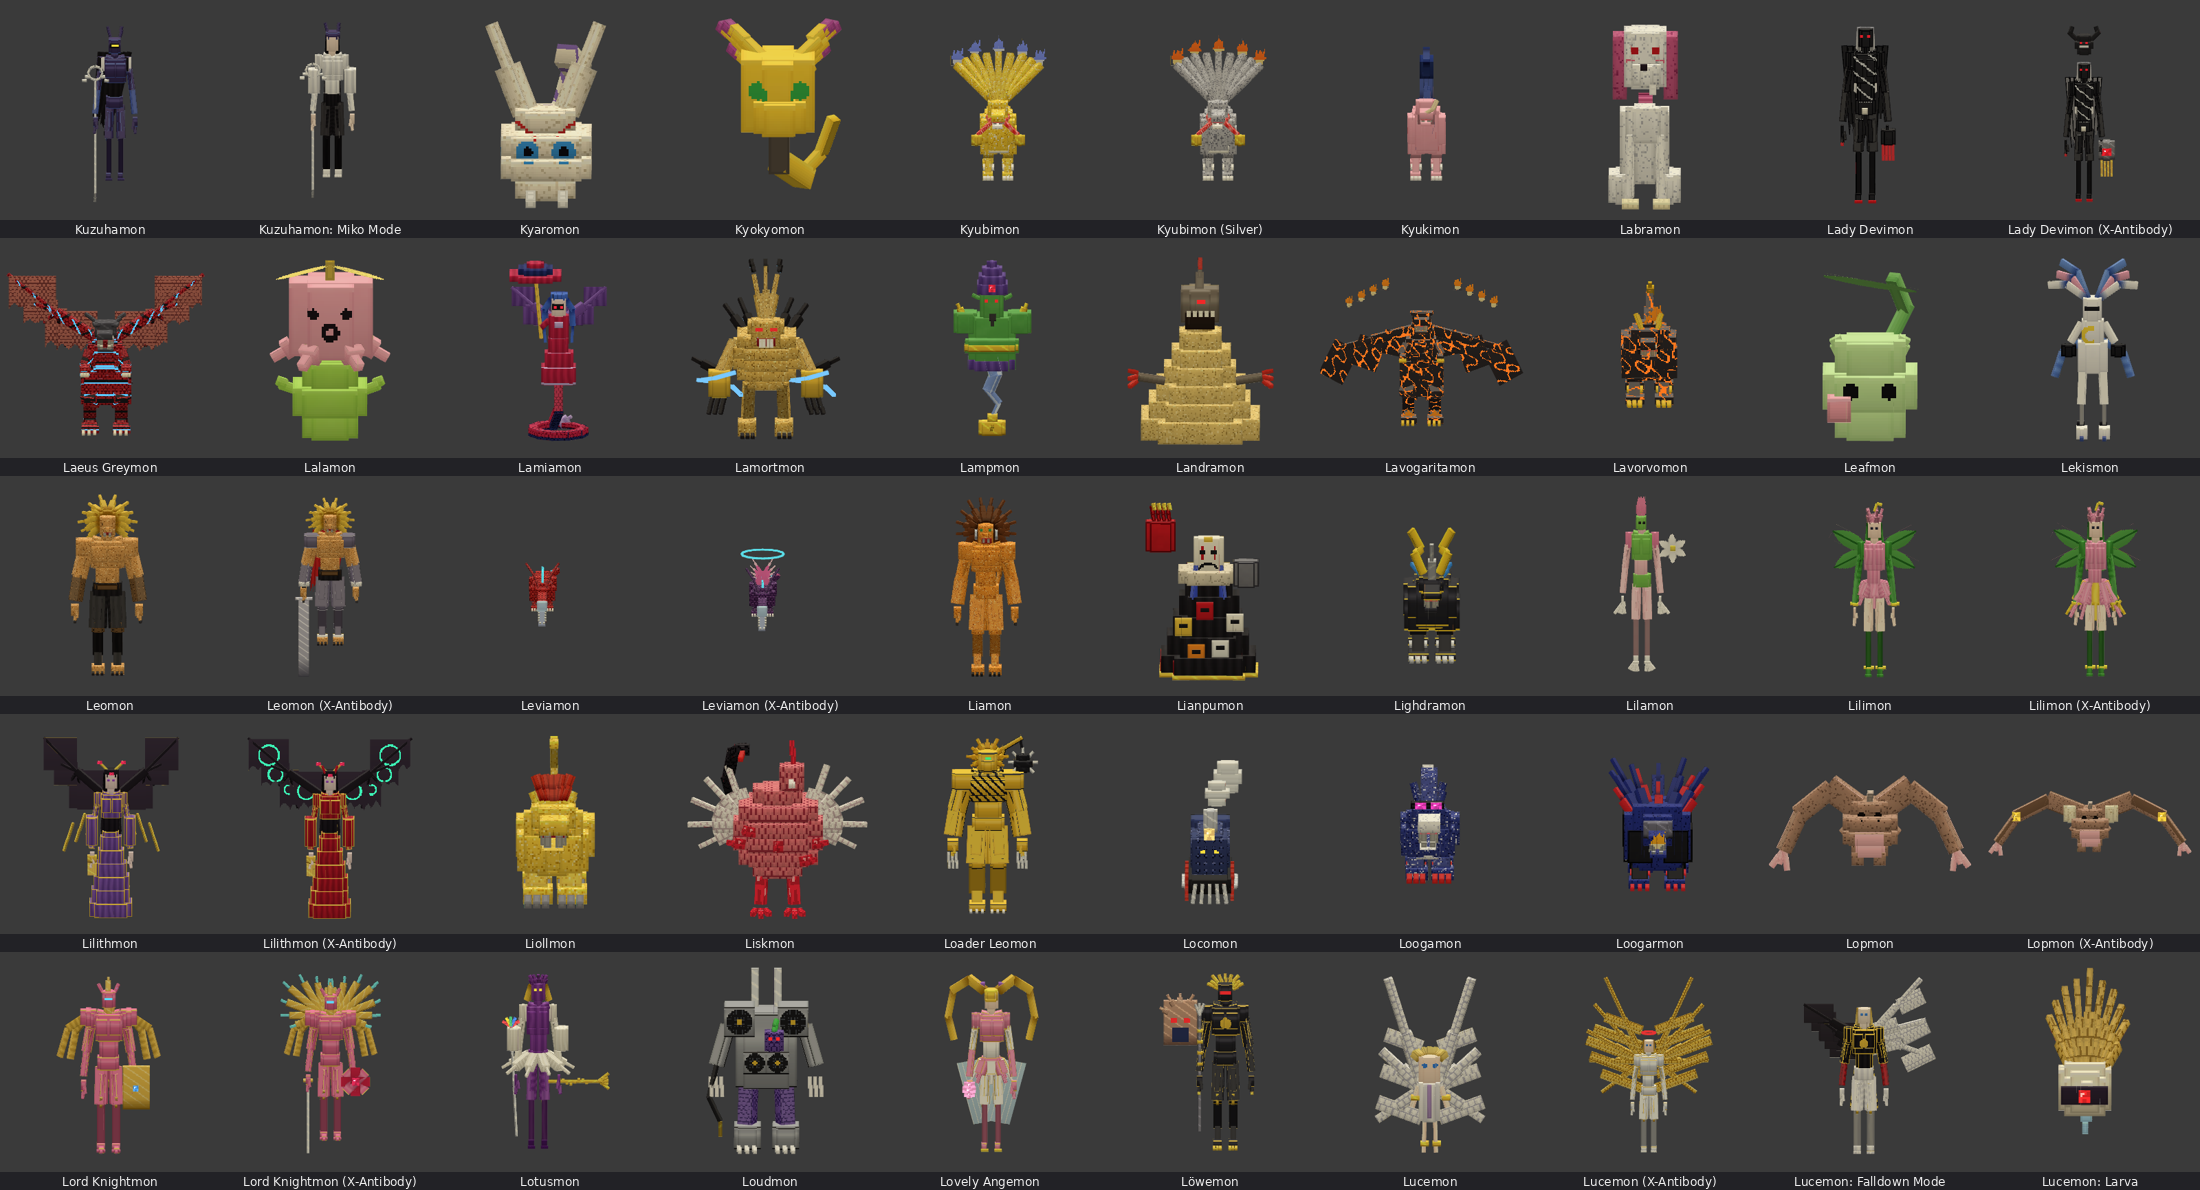 Kuzuhamon
Kuzuhamon: Miko Mode
Kyaromon
Kyokyomon
Kyubimon
Kyubimon (Silver)
Kyukimon
Labramon
Lady Devimon
Lady Devimon (X-Antibody)
Laeus Greymon
Lalamon
Lamiamon
Lamortmon
Lampmon
Landramon
Lavogaritamon
Lavorvomon
Leafmon
Lekismon
Leomon
Leomon (X-Antibody)
Leviamon
Leviamon (X-Antibody)
Liamon
Lianpumon
Lighdramon
Lilamon
Lilimon
Lilimon (X-Antibody)
Lilithmon
Lilithmon (X-Antibody)
Liollmon
Liskmon
Loader Leomon
Locomon
Loogamon
Loogarmon
Lopmon
Lopmon (X-Antibody)
Lord Knightmon
Lord Knightmon (X-Antibody)
Lotusmon
Loudmon
Lovely Angemon
Löwemon
Lucemon
Lucemon (X-Antibody)
Lucemon: Falldown Mode
Lucemon: Larva